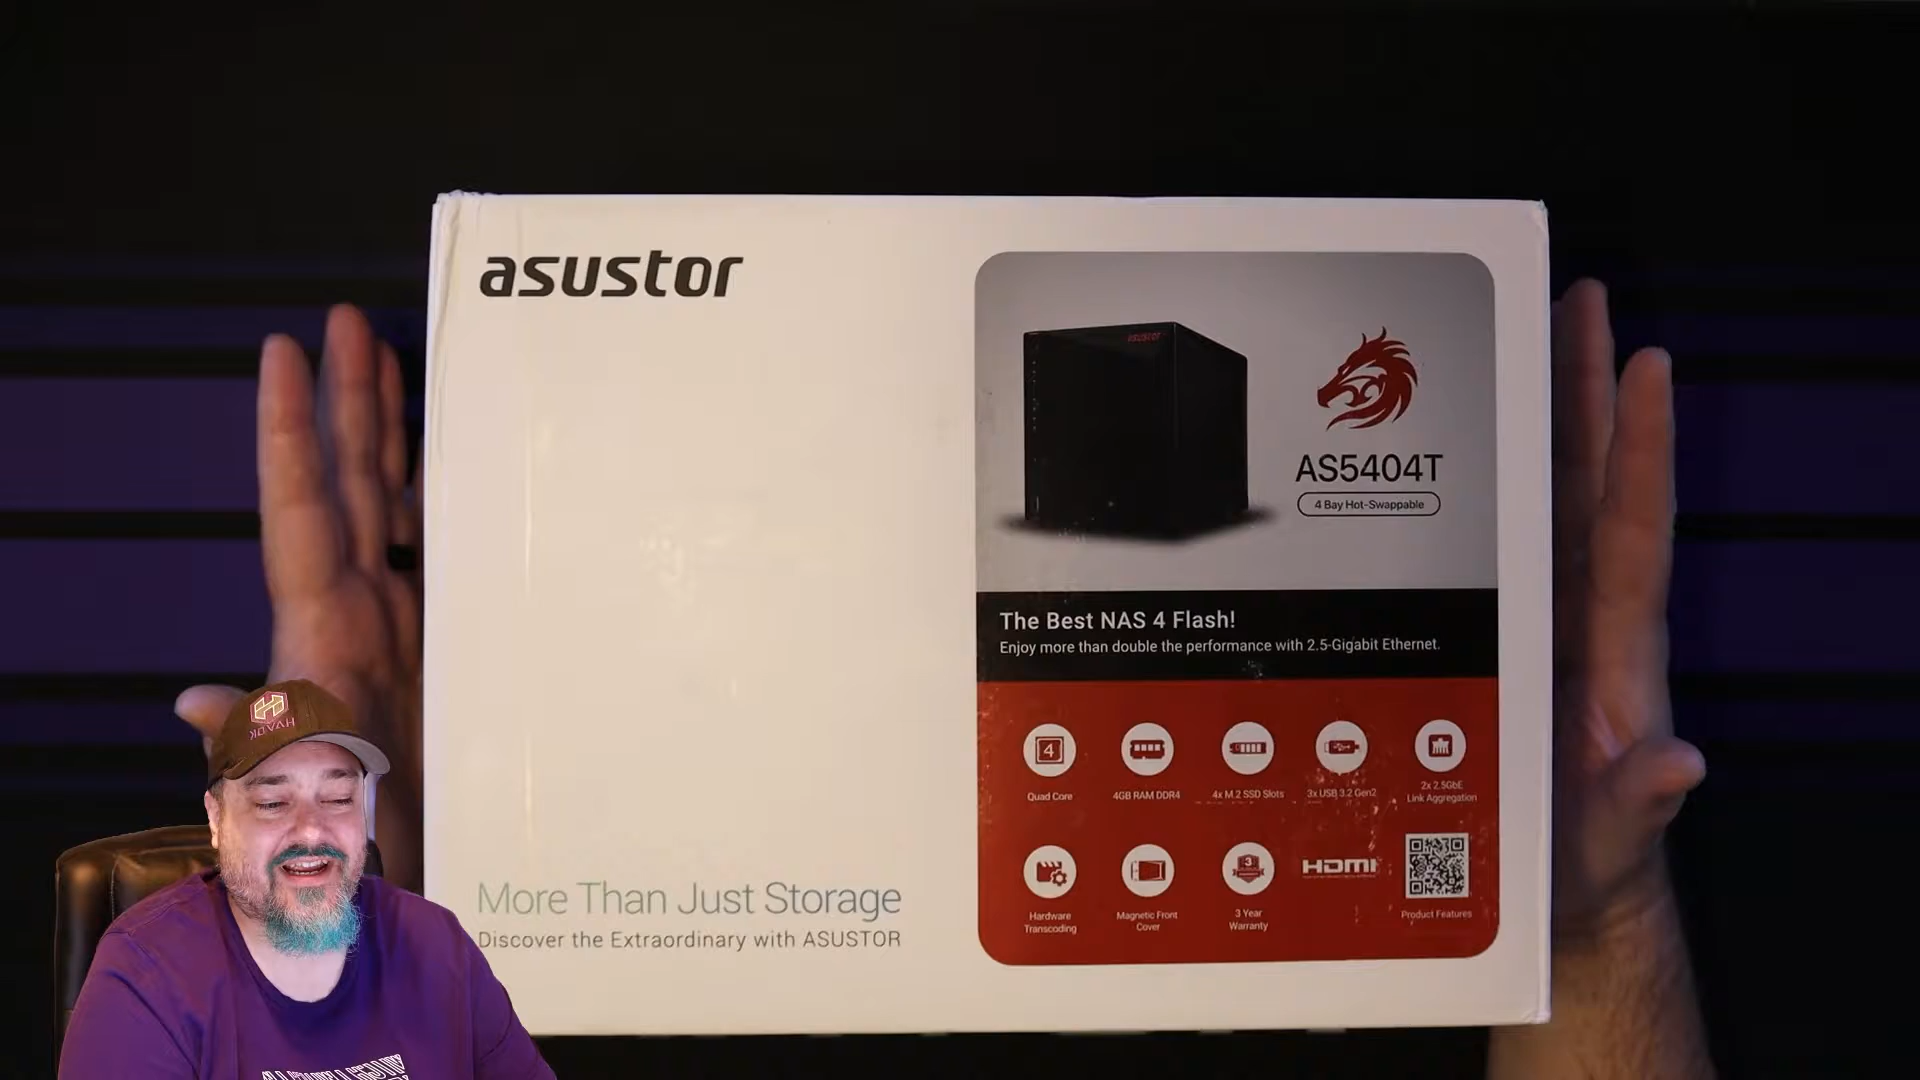 asustor
asustor
AS5404T
4 Bay Hot-Swappable
The Best NAS 4 Flash!
Enjoy more than double the performance with 2.5-Gigabit Ethernet.
4
Quad Core
4GB RAM DDR4
4x M.2 SSD Slots
3x USB 3.2 Gen2
2x 2.5GbE
Link Aggregation
3
HDMI
Hardware
Transcoding
Magnetic Front
Cover
3 Year
Warranty
Product Features
More Than Just Storage
Discover the Extraordinary with ASUSTOR